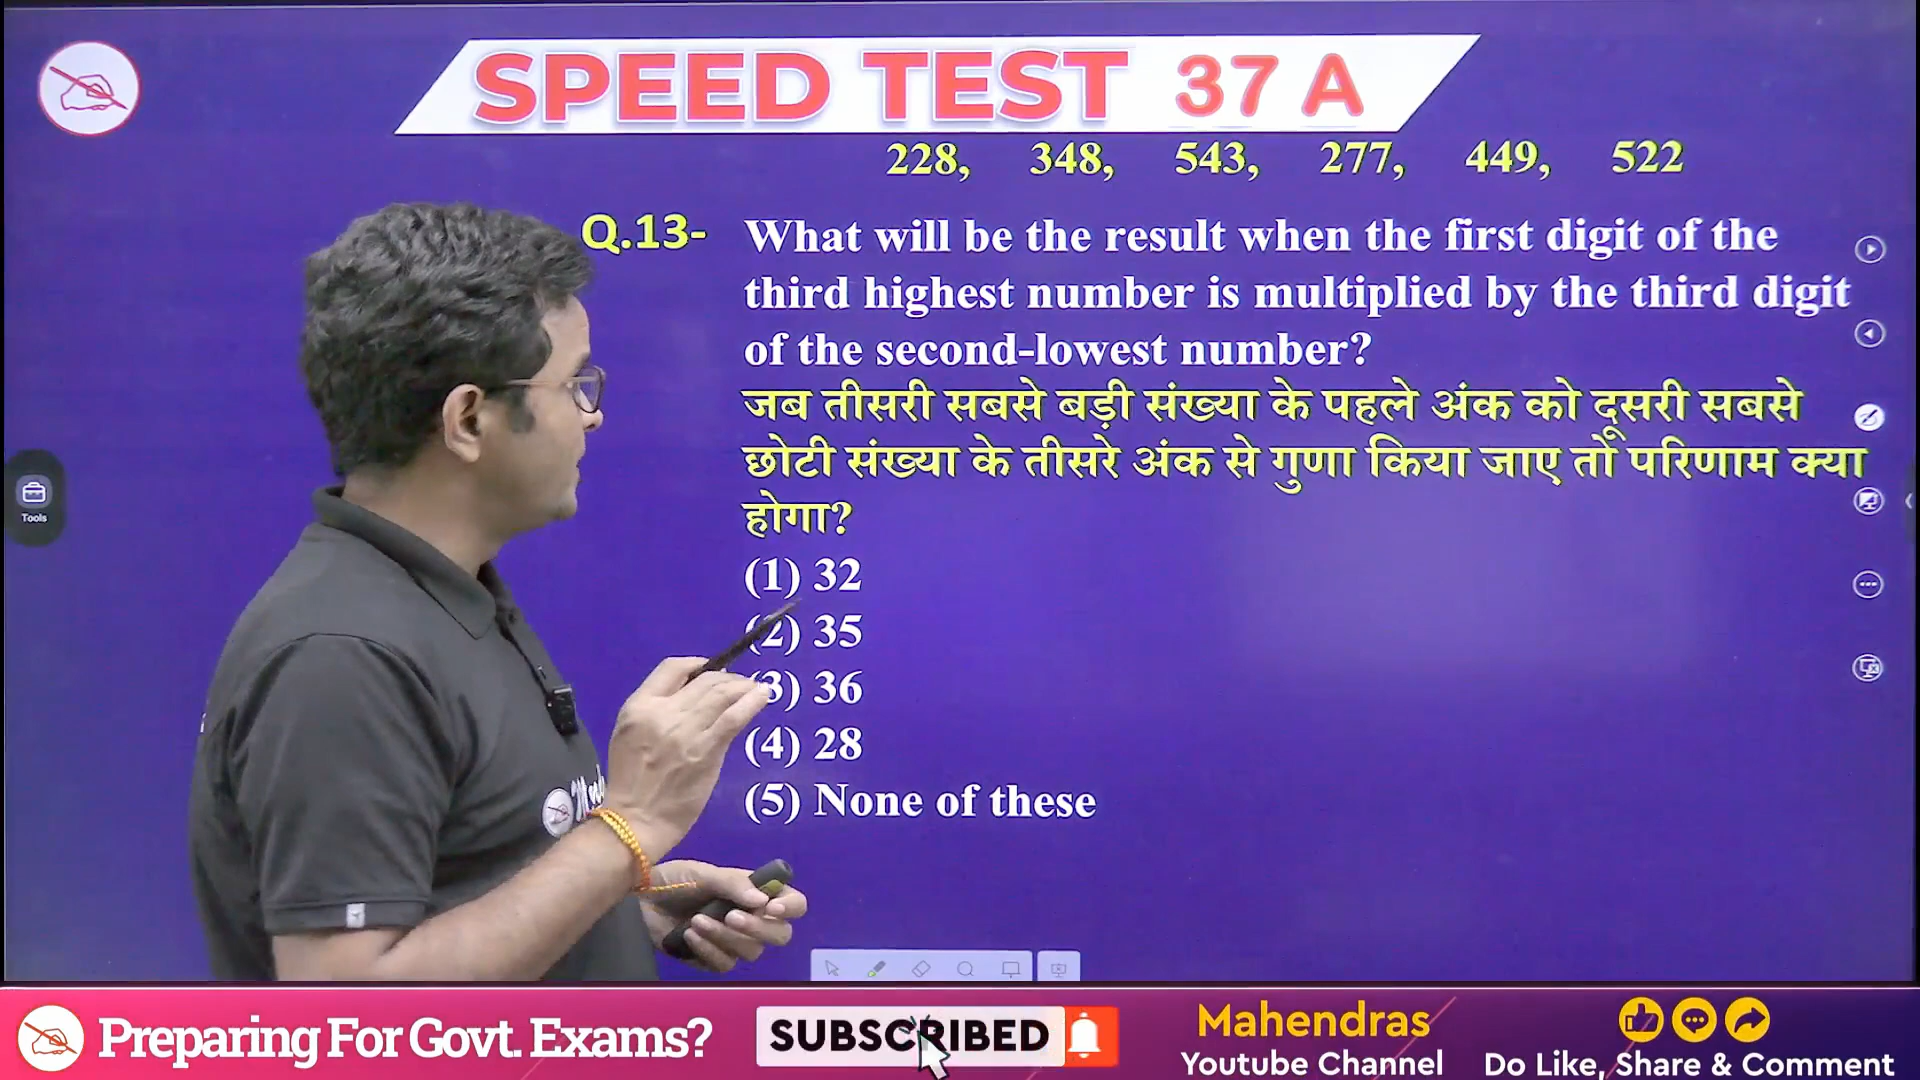 SPEED TEST 37 A
228, 348, 543, 277, 449, 522
Q.13- What will be the result when the first digit of the
third highest number is multiplied by the third digit
of the second-lowest number?
जब तीसरी सबसे बड़ी संख्या के पहले अंक को दूसरी सबसे
छोटी संख्या के तीसरे अंक से गुणा किया जाए तो परिणाम क्या
होगा?
(1) 32
(2) 35
(3) 36
(4) 28
(5) None of these
Tools
Preparing For Govt. Exams?
SUBSCRIBED
Mahendras
Youtube Channel
Do Like, Share & Comment